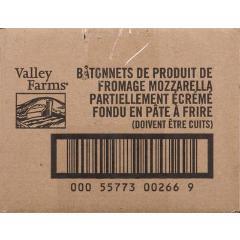 Valley
Farms®
BÂTONNETS DE PRODUIT DE
FROMAGE MOZZARELLA
PARTIELLEMENT ÉCRÉMÉ
FONDU EN PÂTE À FRIRE
(DOIVENT ÊTRE CUITS)
000 55773 00266 9